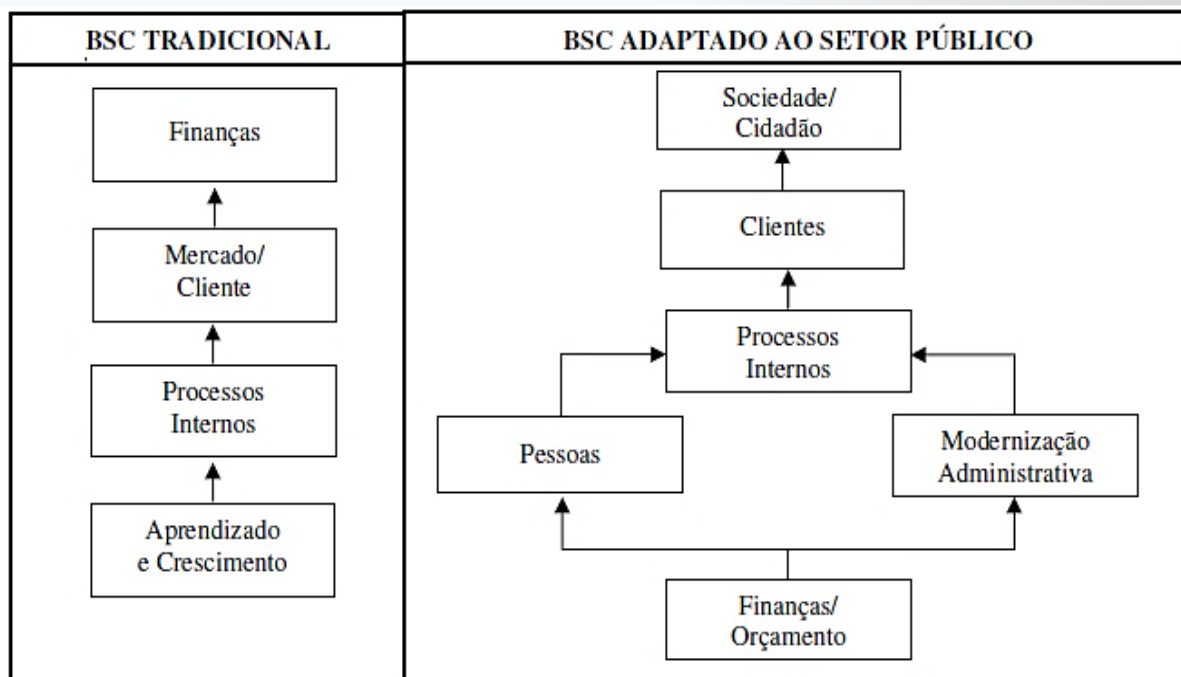 BSC TRADICIONAL
BSC ADAPTADO AO SETOR PÚBLICO
Finanças
Mercado/
Cliente
Processos
Internos
Aprendizado
e Crescimento
Sociedade/
Cidadão
Clientes
Processos
Internos
Pessoas
Modernização
Administrativa
Finanças/
Orçamento